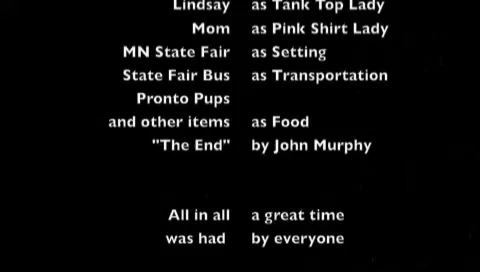 Lindsay as Tank Top Lady
Mom as Pink Shirt Lady
MN State Fair as Setting
State Fair Bus as Transportation
Pronto Pups
and other items as Food
"The End" by John Murphy
All in all a great time
was had by everyone